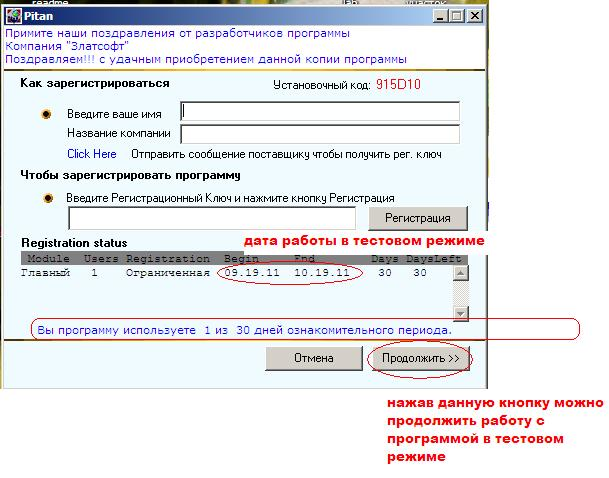 readme
lab
участок
Pitan
Примите наши поздравления от разработчиков программы
Компания "Златсофт"
Поздравляем!!! с удачным приобретением данной копии программы
Как зарегистрироваться
Установочный код: 915D10
Введите ваше имя
Название компании
Click Here Отправить сообщение поставщику чтобы получить рег. ключ
Чтобы зарегистрировать программу
Введите Регистрационный Ключ и нажмите кнопку Регистрация
Регистрация
дата работы в тестовом режиме
Registration status
Module Users Registration Begin End Days DaysLeft
Главный 1 Ограниченная 09.19.11 10.19.11 30 30
Вы программу используете 1 из 30 дней ознакомительного периода.
Отмена
Продолжить >>
нажав данную кнопку можно
продолжить работу с
программой в тестовом
режиме